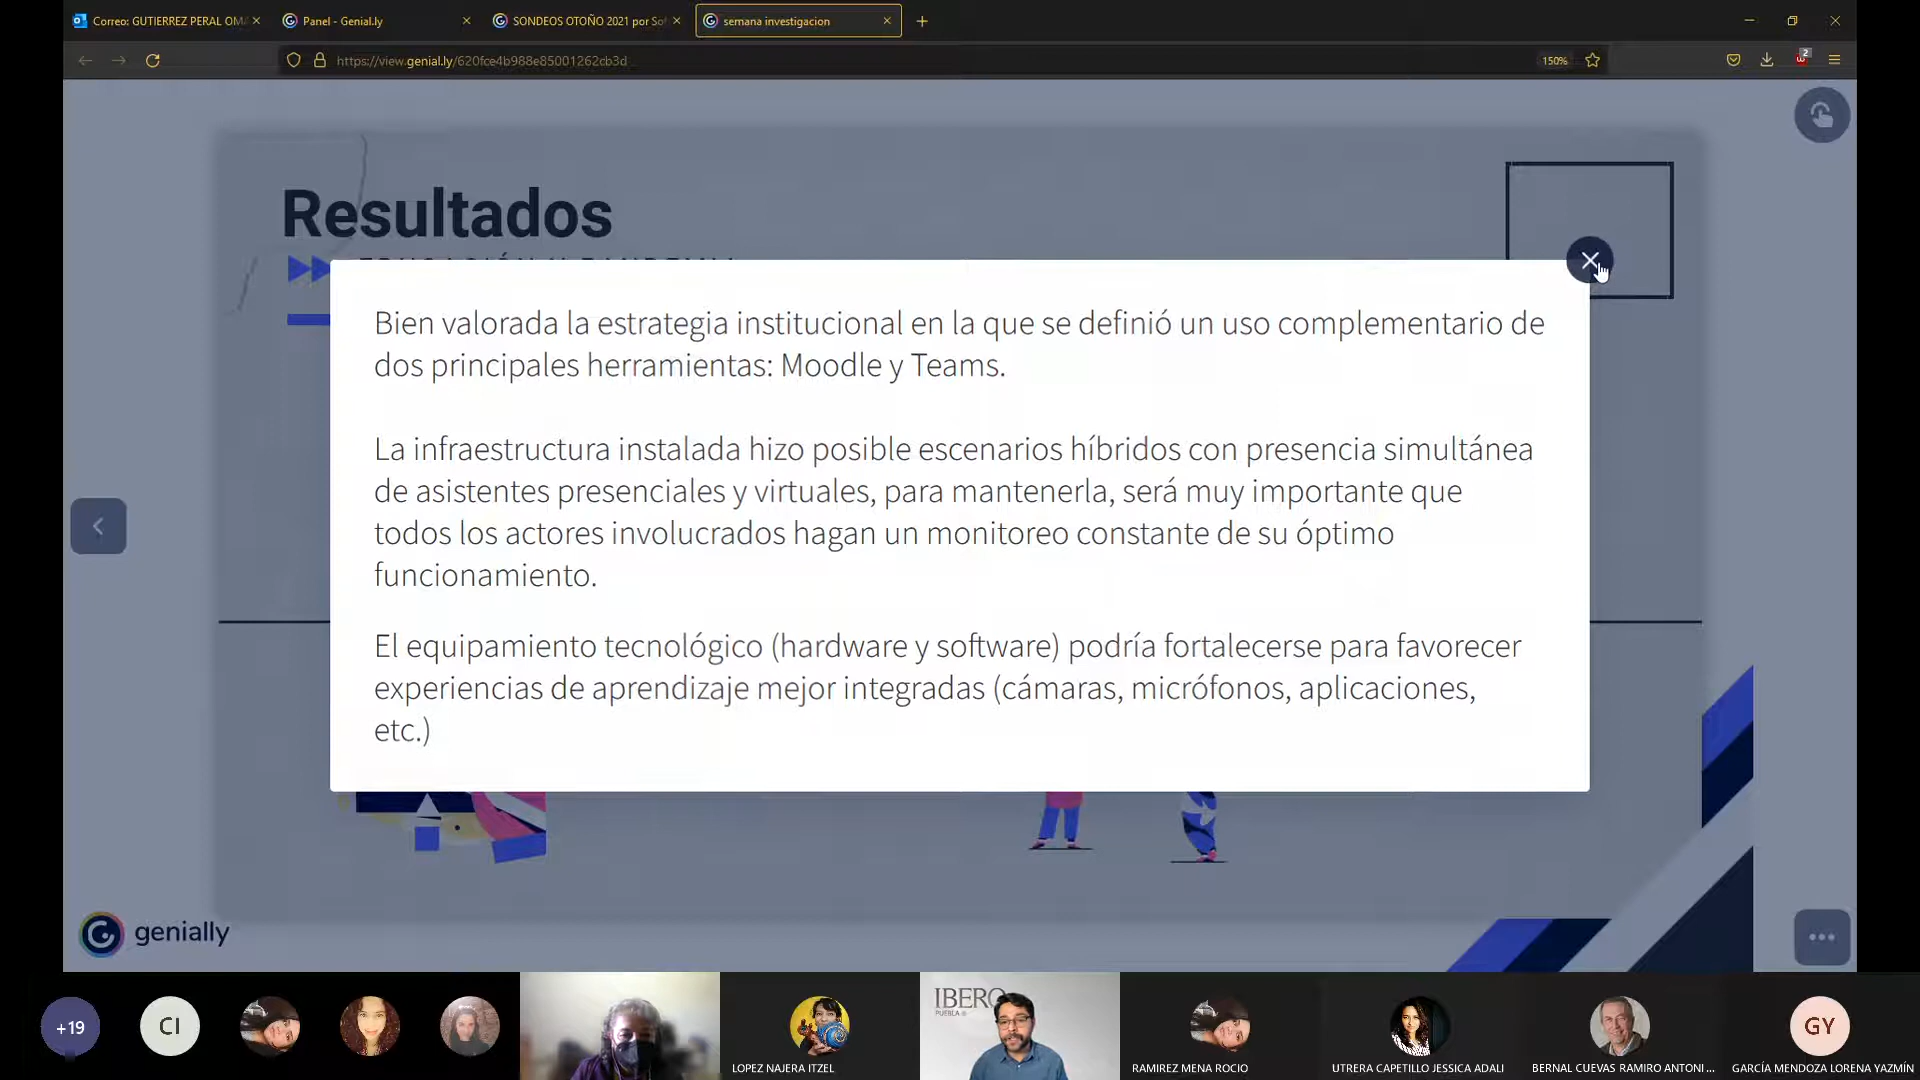 Correo: GUTIERREZ PERAL OMA
Panel - Genial.ly
SONDEOS OTOÑO 2021 por So
semana investigacion
https://view.genial.ly/620fce4b988e85001262cb3d
150%
2
Resultados
EDUCACIÓN Y PANDEMIA
Bien valorada la estrategia institucional en la que se definió un uso complementario de
dos principales herramientas: Moodle y Teams.
La infraestructura instalada hizo posible escenarios híbridos con presencia simultánea
de asistentes presenciales y virtuales, para mantenerla, será muy importante que
todos los actores involucrados hagan un monitoreo constante de su óptimo
funcionamiento.
El equipamiento tecnológico (hardware y software) podría fortalecerse para favorecer
experiencias de aprendizaje mejor integradas (cámaras, micrófonos, aplicaciones,
etc.)
genially
+19
CI
IBERO
PUEBLA
GY
LOPEZ NAJERA ITZEL
RAMIREZ MENA ROCIO
UTRERA CAPETILLO JESSICA ADALI
BERNAL CUEVAS RAMIRO ANTONI ...
GARCÍA MENDOZA LORENA YAZMÍN